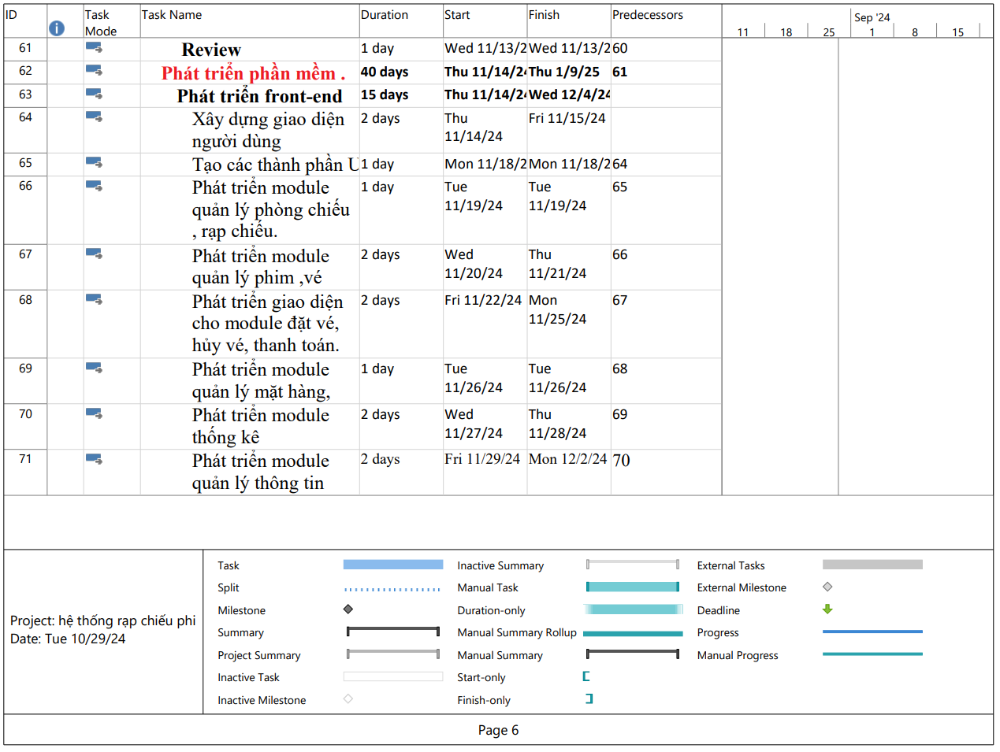 ID Task Mode Task Name Duration Start Finish Predecessors
Sep '24
11 18 25 1 8 15
61 Review 1 day Wed 11/13/2 Wed 11/13/2 60
62 Phát triển phần mềm . 40 days Thu 11/14/24 Thu 1/9/25 61
63 Phát triển front-end 15 days Thu 11/14/24 Wed 12/4/24
64 Xây dựng giao diện người dùng 2 days Thu 11/14/24 Fri 11/15/24
65 Tạo các thành phần U 1 day Mon 11/18/2 Mon 11/18/2 64
66 Phát triển module quản lý phòng chiếu , rạp chiếu. 1 day Tue 11/19/24 Tue 11/19/24 65
67 Phát triển module quản lý phim ,vé 2 days Wed 11/20/24 Thu 11/21/24 66
68 Phát triển giao diện cho module đặt vé, hủy vé, thanh toán. 2 days Fri 11/22/24 Mon 11/25/24 67
69 Phát triển module quản lý mặt hàng, 1 day Tue 11/26/24 Tue 11/26/24 68
70 Phát triển module thống kê 2 days Wed 11/27/24 Thu 11/28/24 69
71 Phát triển module quản lý thông tin 2 days Fri 11/29/24 Mon 12/2/24 70
Project: hệ thống rạp chiếu phi
Date: Tue 10/29/24
Task
Split
Milestone
Summary
Project Summary
Inactive Task
Inactive Milestone
Inactive Summary
Manual Task
Duration-only
Manual Summary Rollup
Manual Summary
Start-only
Finish-only
External Tasks
External Milestone
Deadline
Progress
Manual Progress
Page 6